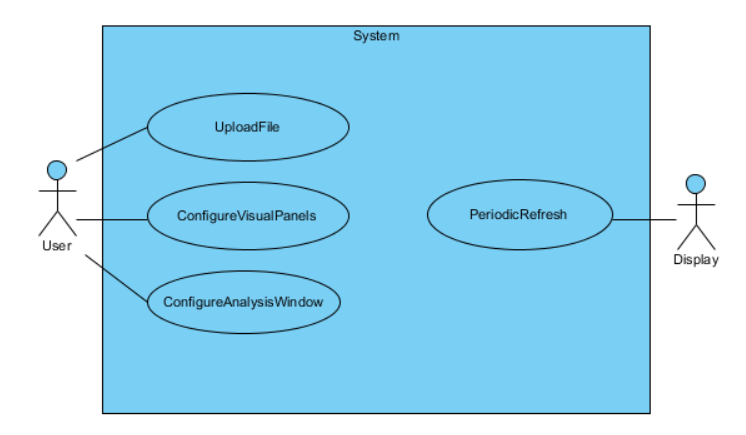 System
UploadFile
ConfigureVisualPanels
PeriodicRefresh
User
Display
ConfigureAnalysisWindow